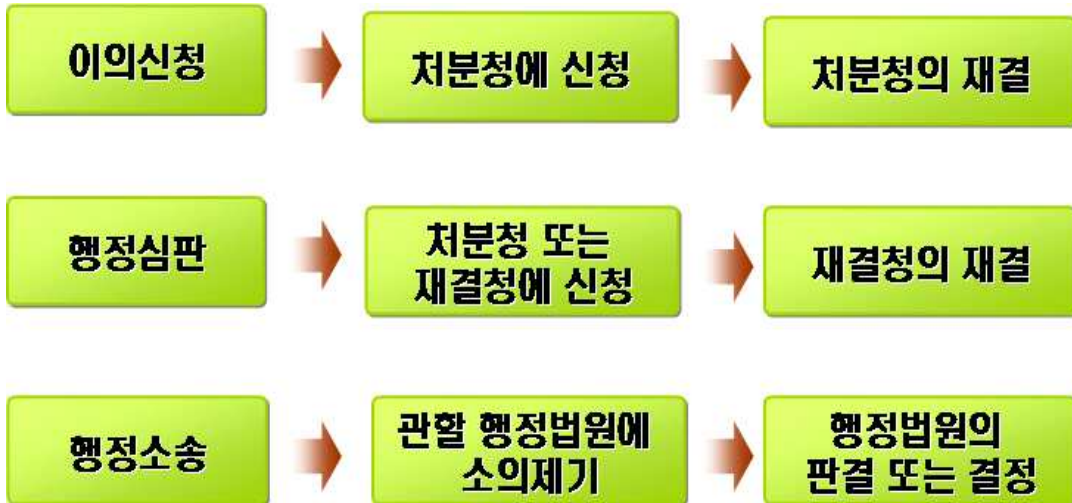 이의신청
처분청에 신청
처분청의 재결
행정심판
처분청 또는
재결청에 신청
재결청의 재결
행정소송
관할 행정법원에
소의제기
행정법원의
판결 또는 결정